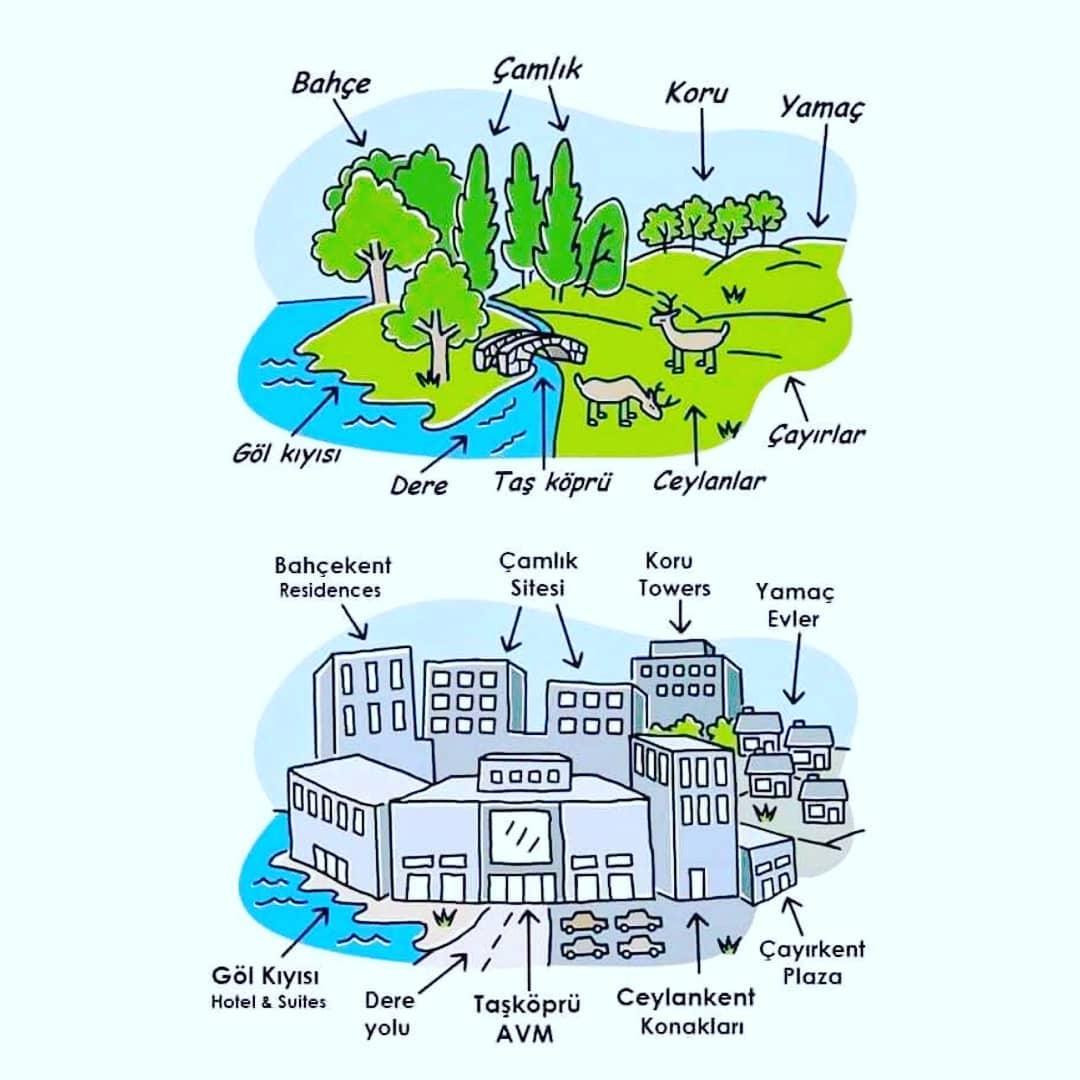 Bahçe
Çamlık
Koru
Yamaç
Göl kıyısı
Dere
Taş köprü
Ceylanlar
Çayırlar
Bahçekent
Residences
Çamlık
Sitesi
Koru
Towers
Yamaç
Evler
Göl Kıyısı
Hotel & Suites
Dere
yolu
Taşköprü
AVM
Ceylankent
Konakları
Çayırkent
Plaza